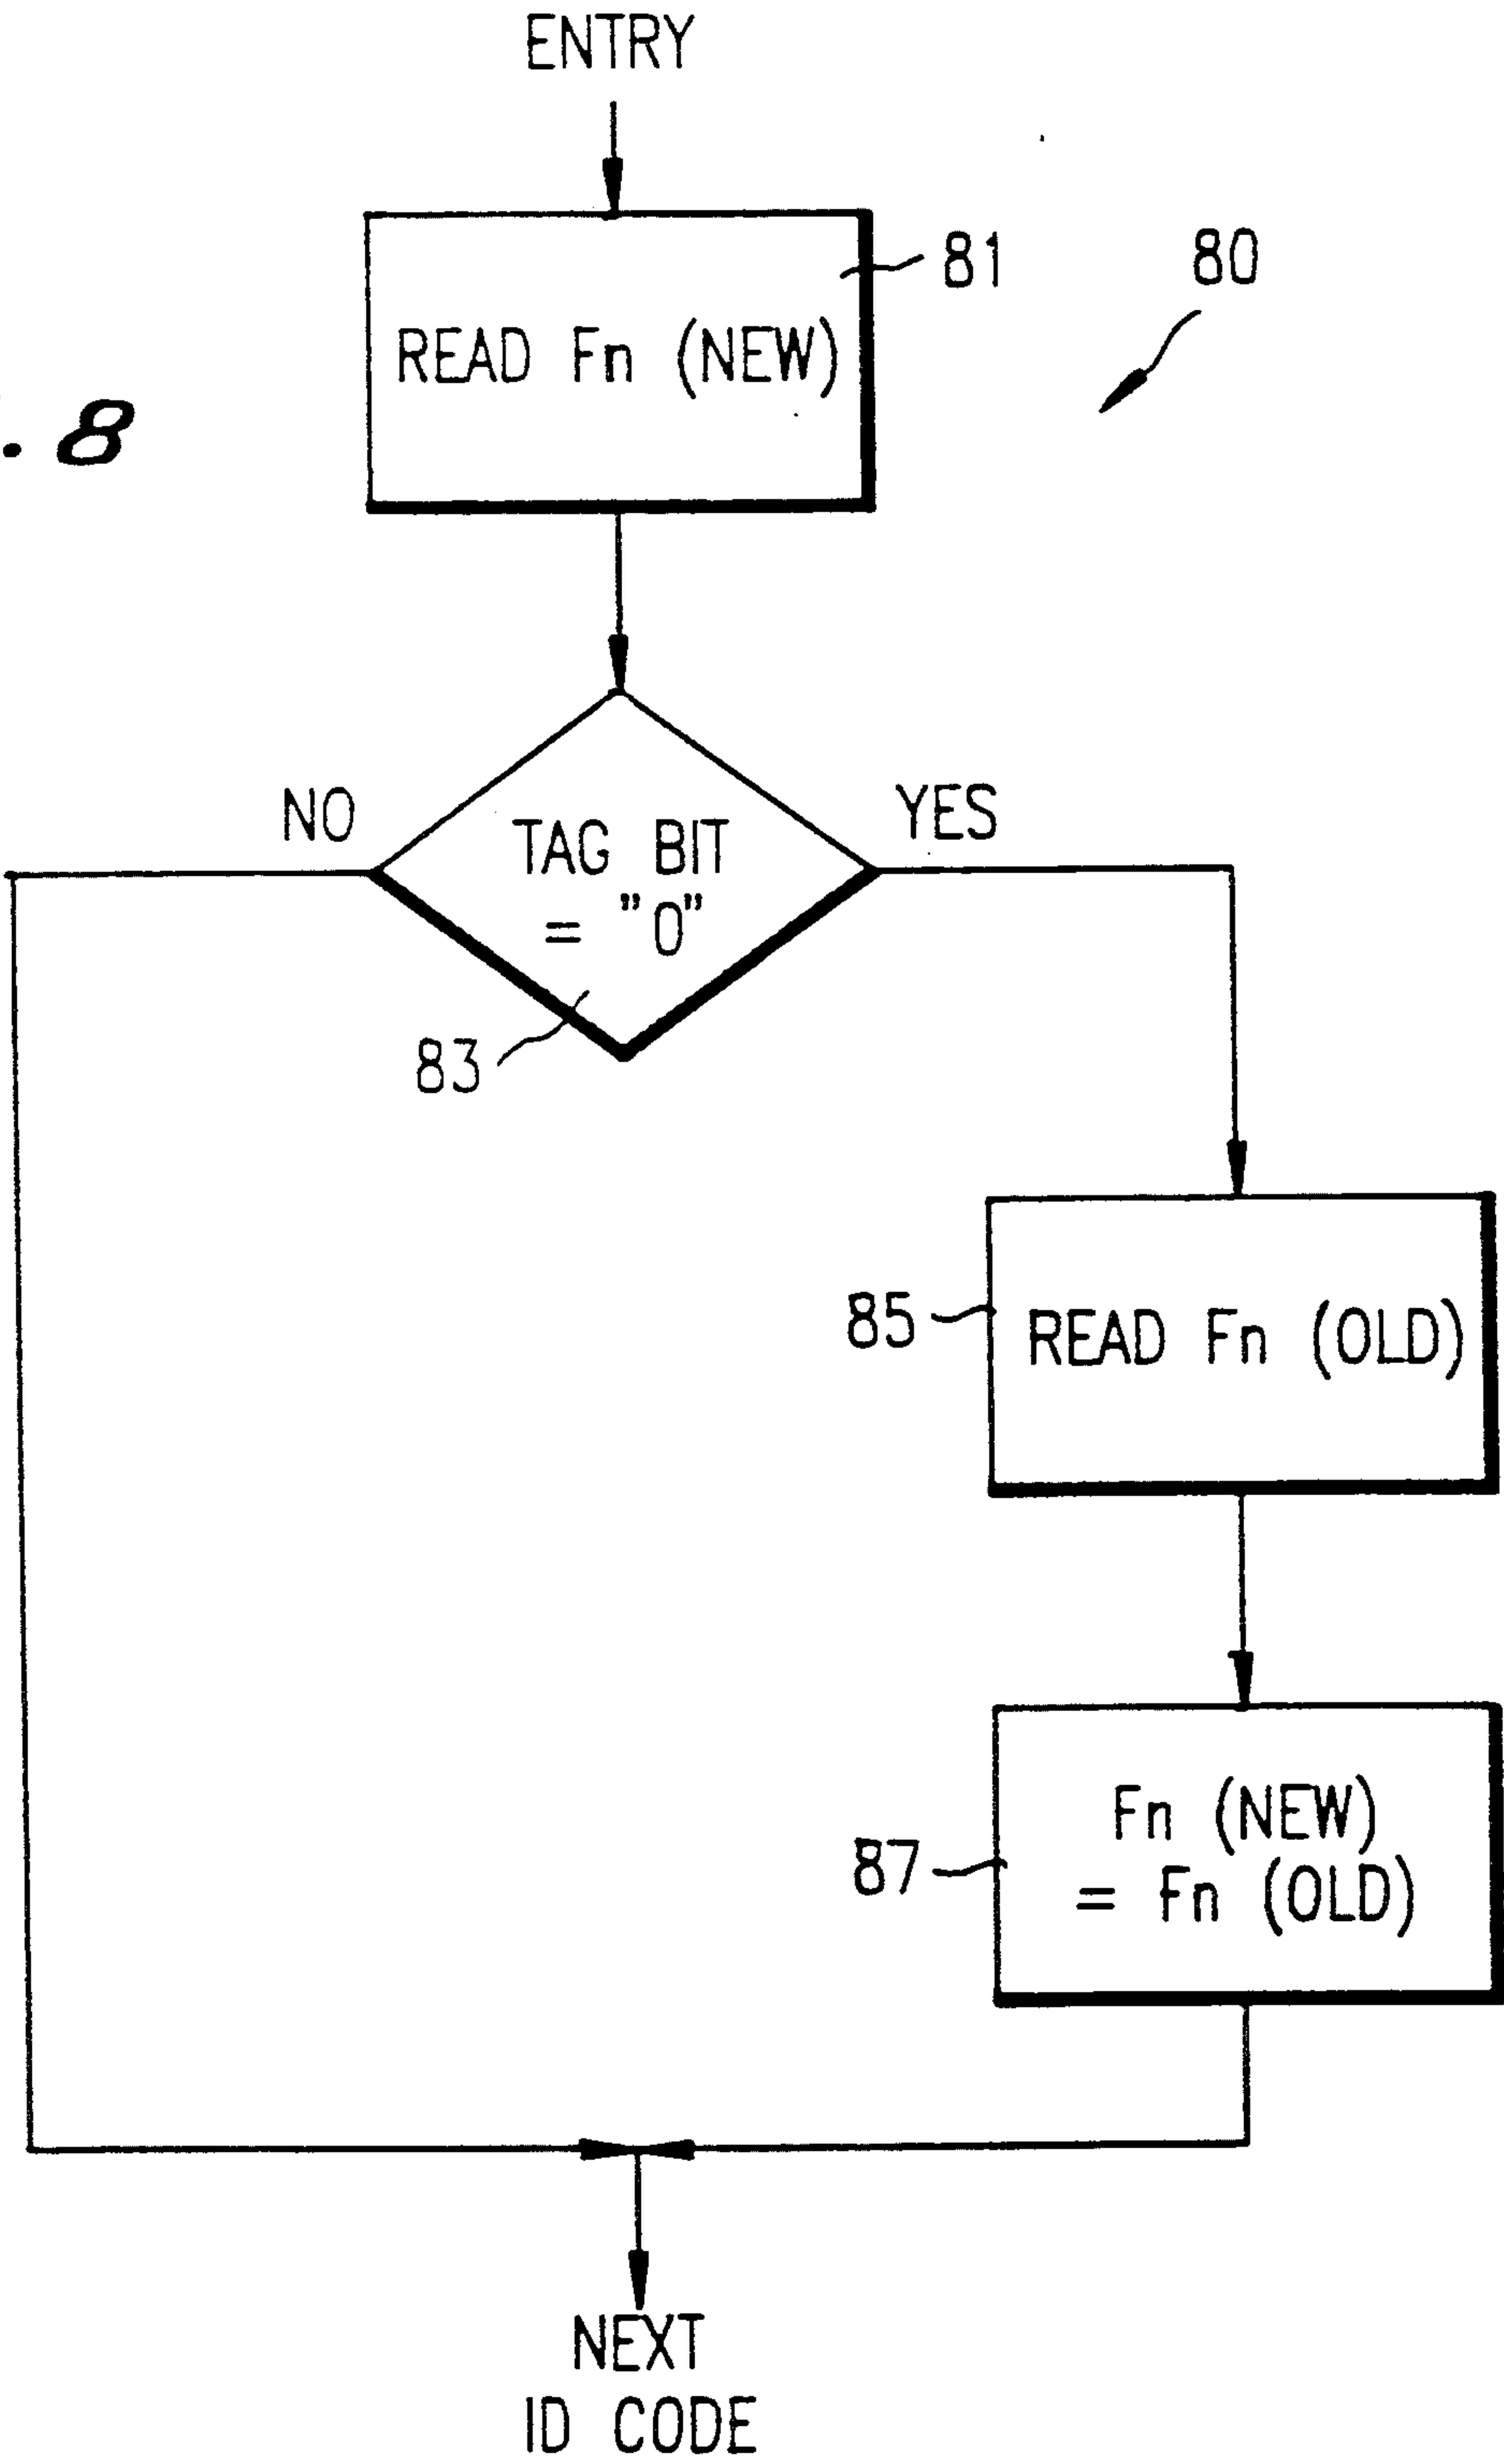 ENTRY
81
80
READ Fn (NEW)
.8
NO
YES
TAG BIT
= "0"
83
85
READ Fn (OLD)
Fn (NEW)
87
= Fn (OLD)
NEXT
ID CODE